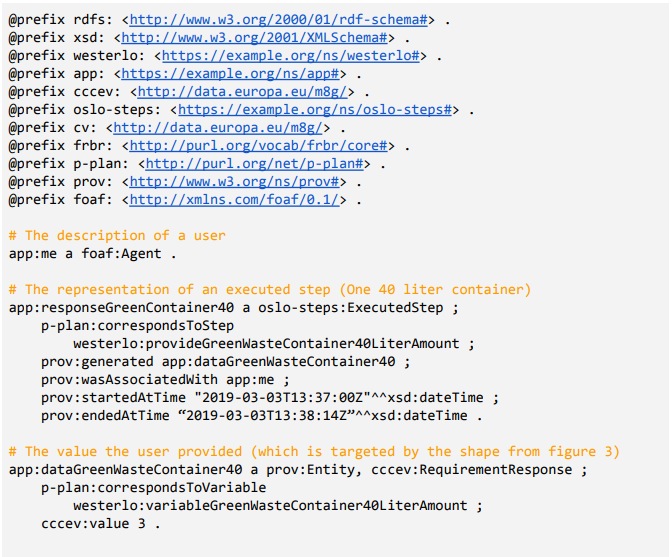 @prefix rdfs: <http://www.w3.org/2000/01/rdf-schema#> .
@prefix xsd: <http://www.w3.org/2001/XMLSchema#> .
@prefix westerlo: <https://example.org/ns/westerlo#> .
@prefix app: <https://example.org/ns/app#> .
@prefix cccev: <http://data.europa.eu/m8g/> .
@prefix oslo-steps: <https://example.org/ns/oslo-steps#> .
@prefix cv: <http://data.europa.eu/m8g/> .
@prefix frbr: <http://purl.org/vocab/frbr/core#> .
@prefix p-plan: <http://purl.org/net/p-plan#> .
@prefix prov: <http://www.w3.org/ns/prov#> .
@prefix foaf: <http://xmlns.com/foaf/0.1/> .

# The description of a user
app:me a foaf:Agent .

# The representation of an executed step (One 40 liter container)
app:responseGreenContainer40 a oslo-steps:ExecutedStep ;
    p-plan:correspondsToStep
        westerlo:provideGreenWasteContainer40LiterAmount ;
    prov:generated app:dataGreenWasteContainer40 ;
    prov:wasAssociatedWith app:me ;
    prov:startedAtTime "2019-03-03T13:37:00Z"^^xsd:dateTime ;
    prov:endedAtTime “2019-03-03T13:38:14Z”^^xsd:dateTime .

# The value the user provided (which is targeted by the shape from figure 3)
app:dataGreenWasteContainer40 a prov:Entity, cccev:RequirementResponse ;
    p-plan:correspondsToVariable
        westerlo:variableGreenWasteContainer40LiterAmount ;
    cccev:value 3 .